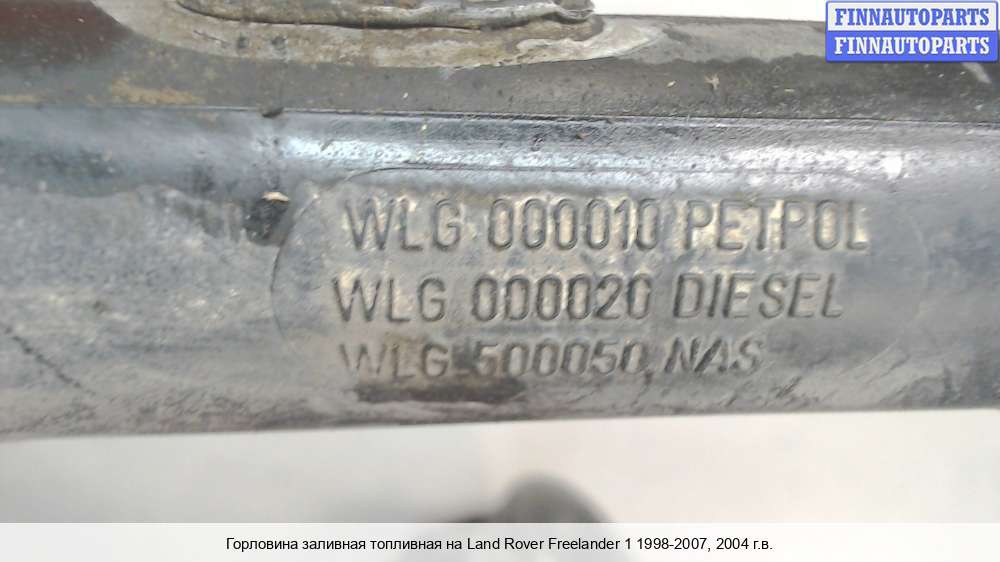 FINNAUTOPARTS
FINNAUTOPARTS
WLG 000010 PETPOL
WLG 000020 DIESEL
WLG 500050 NAS
Горловина заливная топливная на Land Rover Freelander 1 1998-2007, 2004 г.в.